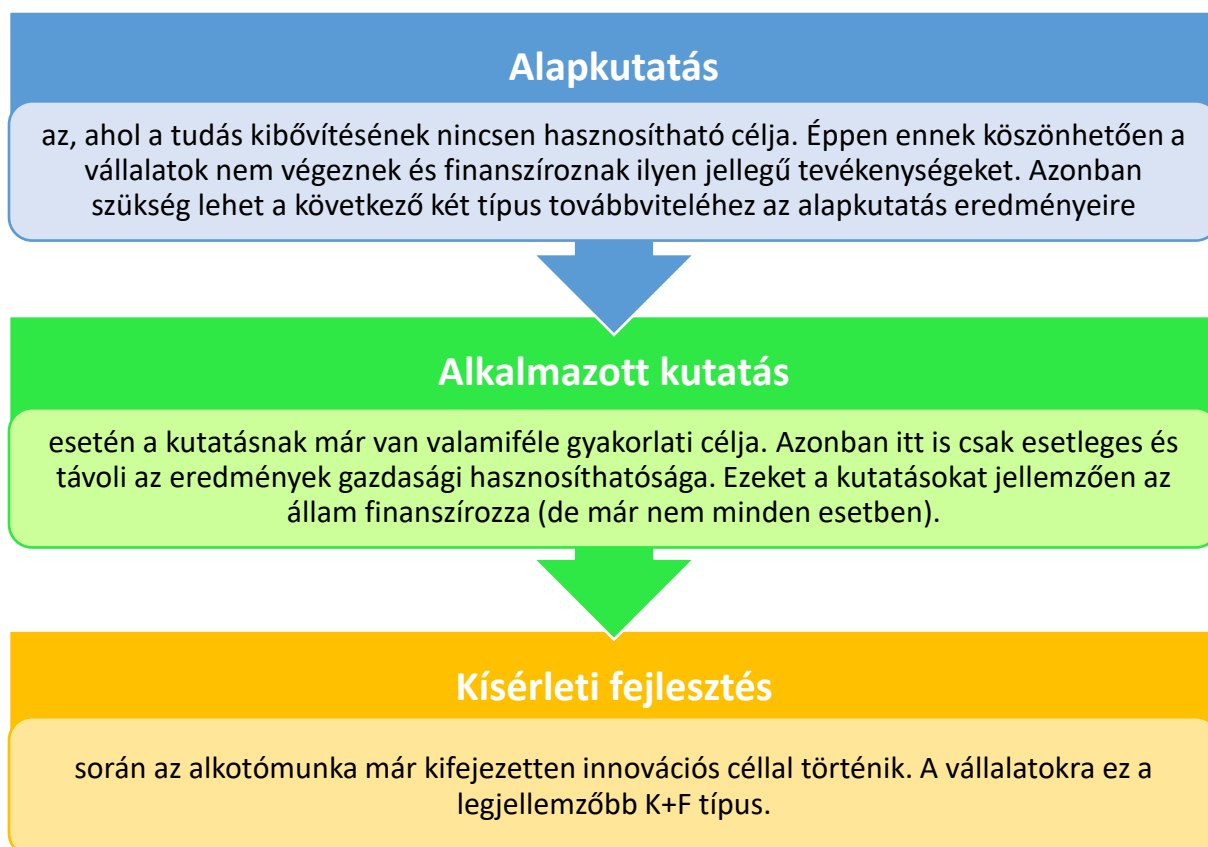 Alapkutatás
az, ahol a tudás kibővítésének nincsen hasznosítható célja. Éppen ennek köszönhetően a
vállalatok nem végeznek és finanszíroznak ilyen jellegű tevékenységeket. Azonban
szükség lehet a következő két típus továbbviteléhez az alapkutatás eredményeire
Alkalmazott kutatás
esetén a kutatásnak már van valamiféle gyakorlati célja. Azonban itt is csak esetleges és
távoli az eredmények gazdasági hasznosíthatósága. Ezeket a kutatásokat jellemzően az
állam finanszírozza (de már nem minden esetben).
Kísérleti fejlesztés
során az alkotómunka már kifejezetten innovációs céllal történik. A vállalatokra ez a
legjellemzőbb K+F típus.